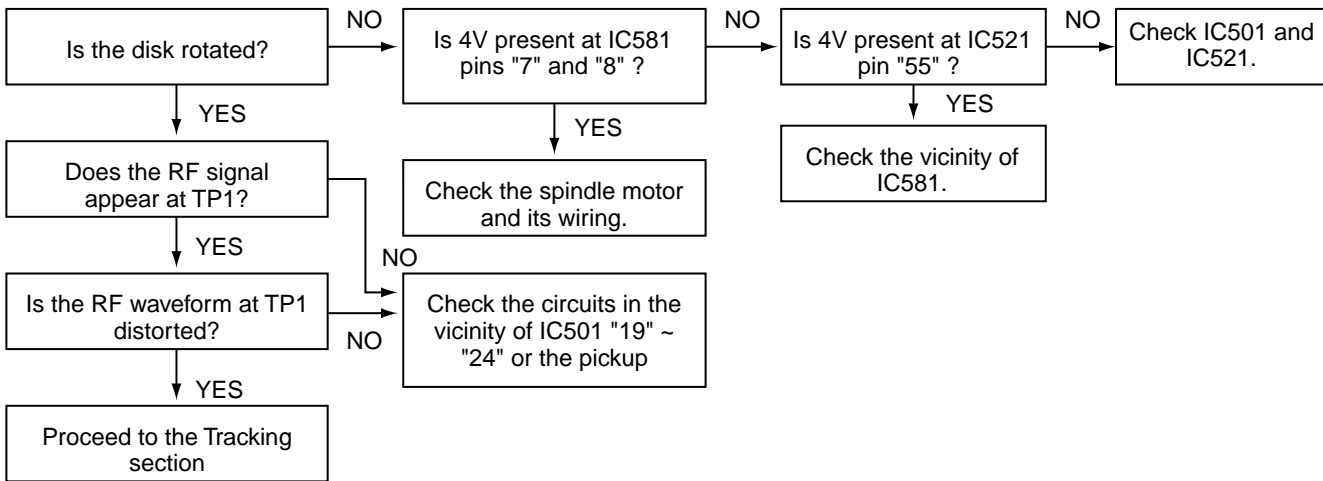 Is the disk rotated?
NO
Is 4V present at IC581
pins "7" and "8" ?
NO
Is 4V present at IC521
pin "55" ?
NO
Check IC501 and
IC521.
YES
YES
YES
Does the RF signal
appear at TP1?
Check the spindle motor
and its wiring.
Check the vicinity of
IC581.
YES
NO
Is the RF waveform at TP1
distorted?
NO
Check the circuits in the
vicinity of IC501 "19" ~
"24" or the pickup
YES
Proceed to the Tracking
section